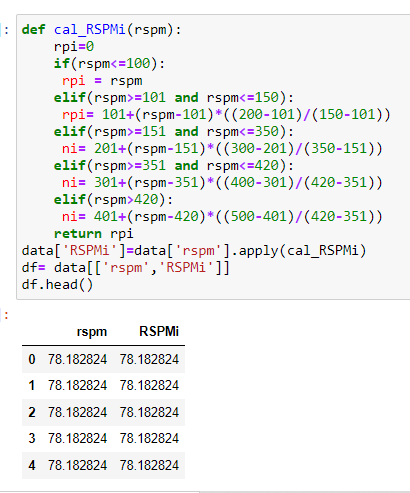 : def cal_RSPMi(rspm):
    rpi=0
    if(rspm<=100):
     rpi = rspm
    elif(rspm>=101 and rspm<=150):
     rpi= 101+(rspm-101)*((200-101)/(150-101))
    elif(rspm>=151 and rspm<=350):
     ni= 201+(rspm-151)*((300-201)/(350-151))
    elif(rspm>=351 and rspm<=420):
     ni= 301+(rspm-351)*((400-301)/(420-351))
    elif(rspm>420):
     ni= 401+(rspm-420)*((500-401)/(420-351))
    return rpi
data['RSPMi']=data['rspm'].apply(cal_RSPMi)
df= data[['rspm','RSPMi']]
df.head()
:
rspm RSPMi
0 78.182824 78.182824
1 78.182824 78.182824
2 78.182824 78.182824
3 78.182824 78.182824
4 78.182824 78.182824